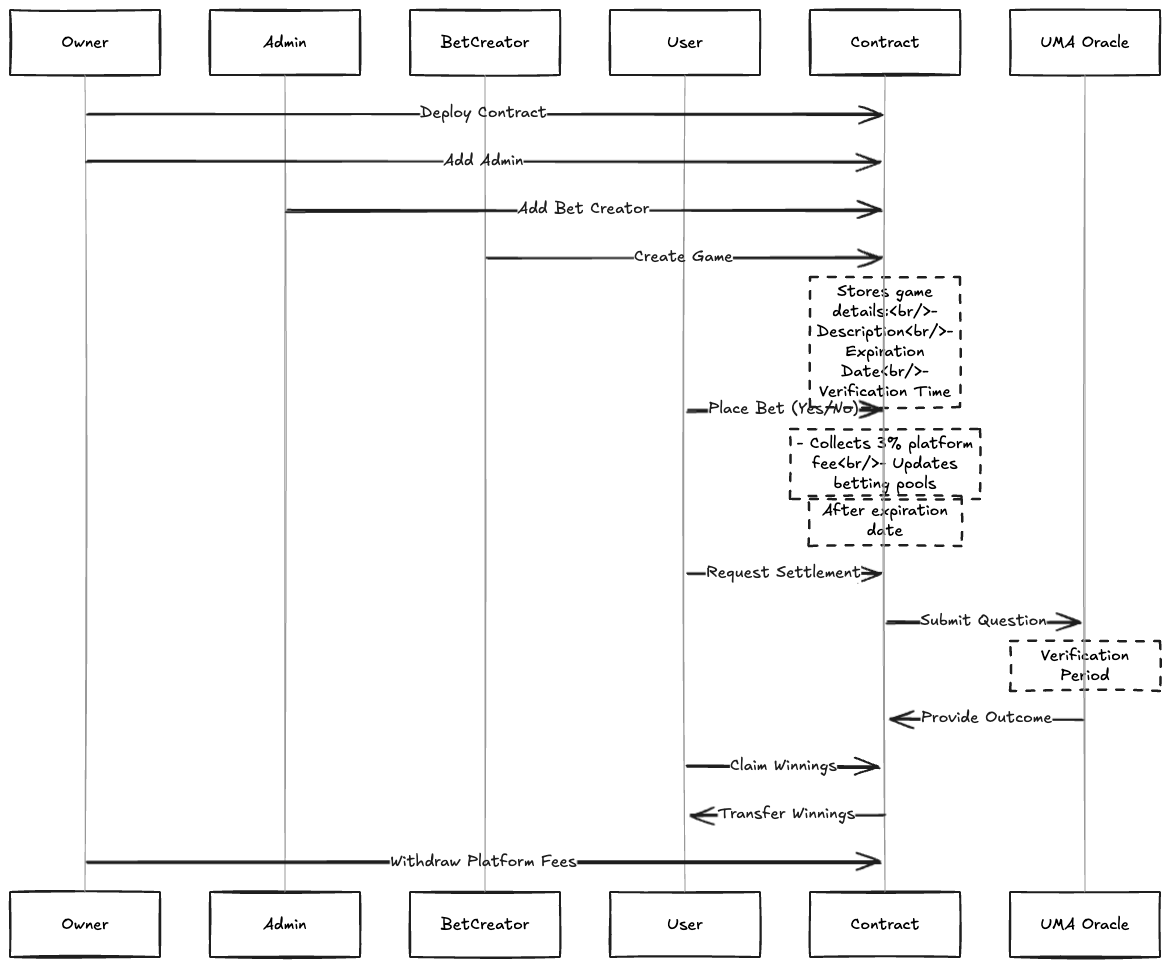 Owner
Admin
BetCreator
User
Contract
UMA Oracle
Deploy Contract
Add Admin
Add Bet Creator
Create Game
Stores game
details:<br/>-
Description<br/>-
Expiration
Date<br/>-
Verification Time
Place Bet (Yes/No)
- Collects 3% platform
fee<br/>- Updates
betting pools
After expiration
date
Request Settlement
Submit Question
Verification
Period
Provide Outcome
Claim Winnings
Transfer Winnings
Withdraw Platform Fees
Owner
Admin
BetCreator
User
Contract
UMA Oracle